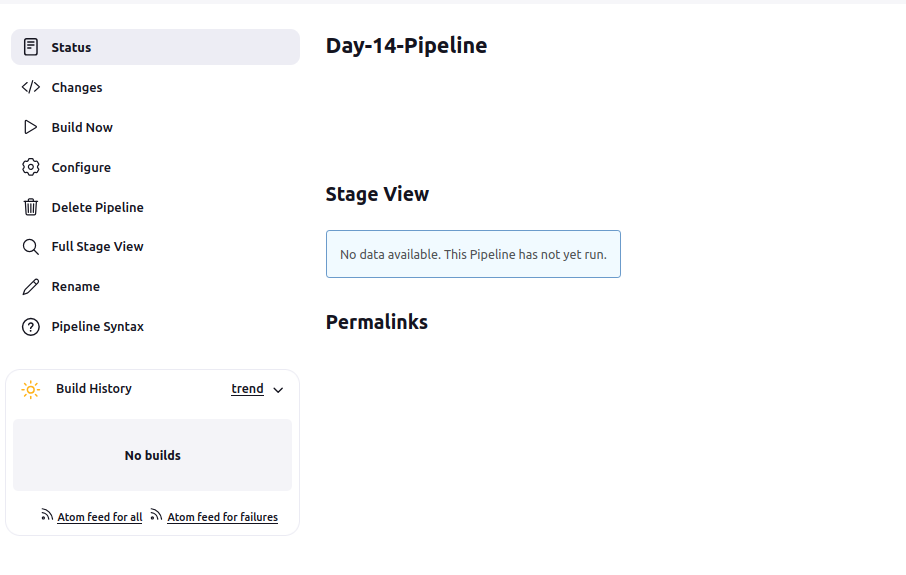 Status
Changes
Build Now
Configure
Delete Pipeline
Full Stage View
Rename
Pipeline Syntax
Build History trend
No builds
Atom feed for all Atom feed for failures
Day-14-Pipeline
Stage View
No data available. This Pipeline has not yet run.
Permalinks